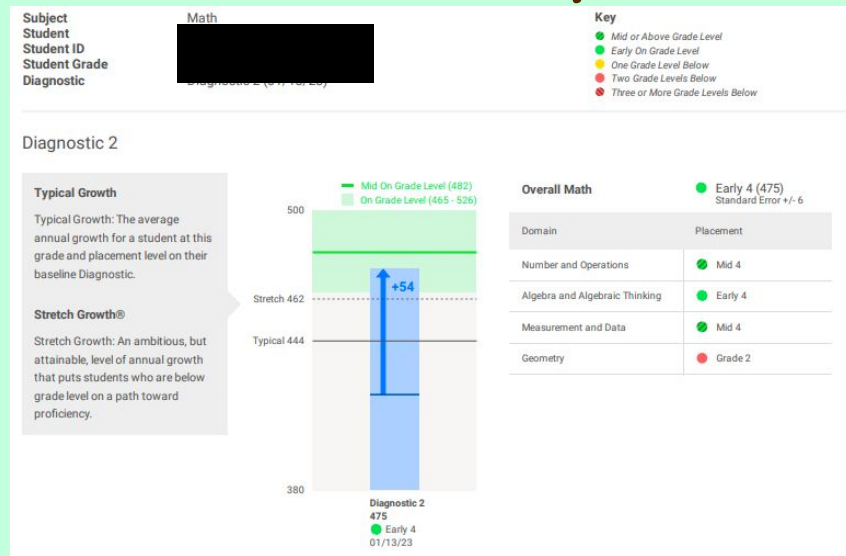 Subject Math
Student
Student ID
Student Grade
Diagnostic
Key
Mid or Above Grade Level
Early On Grade Level
One Grade Level Below
Two Grade Levels Below
Three or More Grade Levels Below
Diagnostic 2
Typical Growth
Typical Growth: The average
annual growth for a student at this
grade and placement level on their
baseline Diagnostic.
Stretch Growth®
Stretch Growth: An ambitious, but
attainable, level of annual growth
that puts students who are below
grade level on a path toward
proficiency.
Mid On Grade Level (482)
On Grade Level (465 - 526)
500
+54
Stretch 462
Typical 444
380
Diagnostic 2
475
Early 4
01/13/23
Overall Math Early 4 (475)
Standard Error +/- 6
Domain Placement
Number and Operations Mid 4
Algebra and Algebraic Thinking Early 4
Measurement and Data Mid 4
Geometry Grade 2